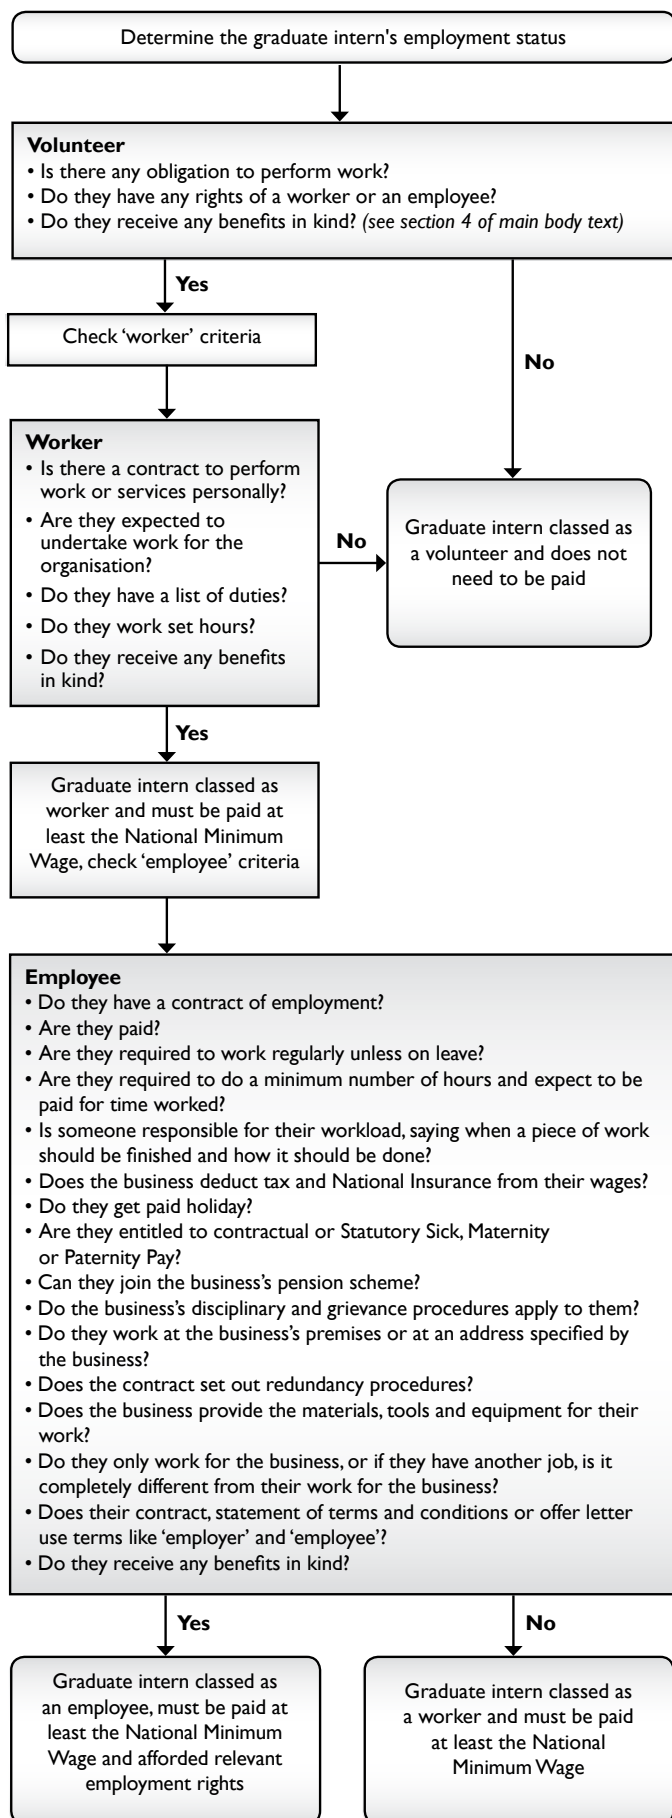 Determine the graduate intern's employment status
Volunteer
• Is there any obligation to perform work?
• Do they have any rights of a worker or an employee?
• Do they receive any benefits in kind? (see section 4 of main body text)
Yes
No
Check ‘worker’ criteria
Worker
• Is there a contract to perform
work or services personally?
• Are they expected to
undertake work for the
organisation?
• Do they have a list of duties?
• Do they work set hours?
• Do they receive any benefits
in kind?
No
Graduate intern classed as
a volunteer and does not
need to be paid
Yes
Graduate intern classed as
worker and must be paid at
least the National Minimum
Wage, check ‘employee’ criteria
Employee
• Do they have a contract of employment?
• Are they paid?
• Are they required to work regularly unless on leave?
• Are they required to do a minimum number of hours and expect to be
paid for time worked?
• Is someone responsible for their workload, saying when a piece of work
should be finished and how it should be done?
• Does the business deduct tax and National Insurance from their wages?
• Do they get paid holiday?
• Are they entitled to contractual or Statutory Sick, Maternity
or Paternity Pay?
• Can they join the business’s pension scheme?
• Do the business’s disciplinary and grievance procedures apply to them?
• Do they work at the business’s premises or at an address specified by
the business?
• Does the contract set out redundancy procedures?
• Does the business provide the materials, tools and equipment for their
work?
• Do they only work for the business, or if they have another job, is it
completely different from their work for the business?
• Does their contract, statement of terms and conditions or offer letter
use terms like ‘employer’ and ‘employee’?
• Do they receive any benefits in kind?
Yes
No
Graduate intern classed as
an employee, must be paid at
least the National Minimum
Wage and afforded relevant
employment rights
Graduate intern classed as
a worker and must be paid
at least the National
Minimum Wage